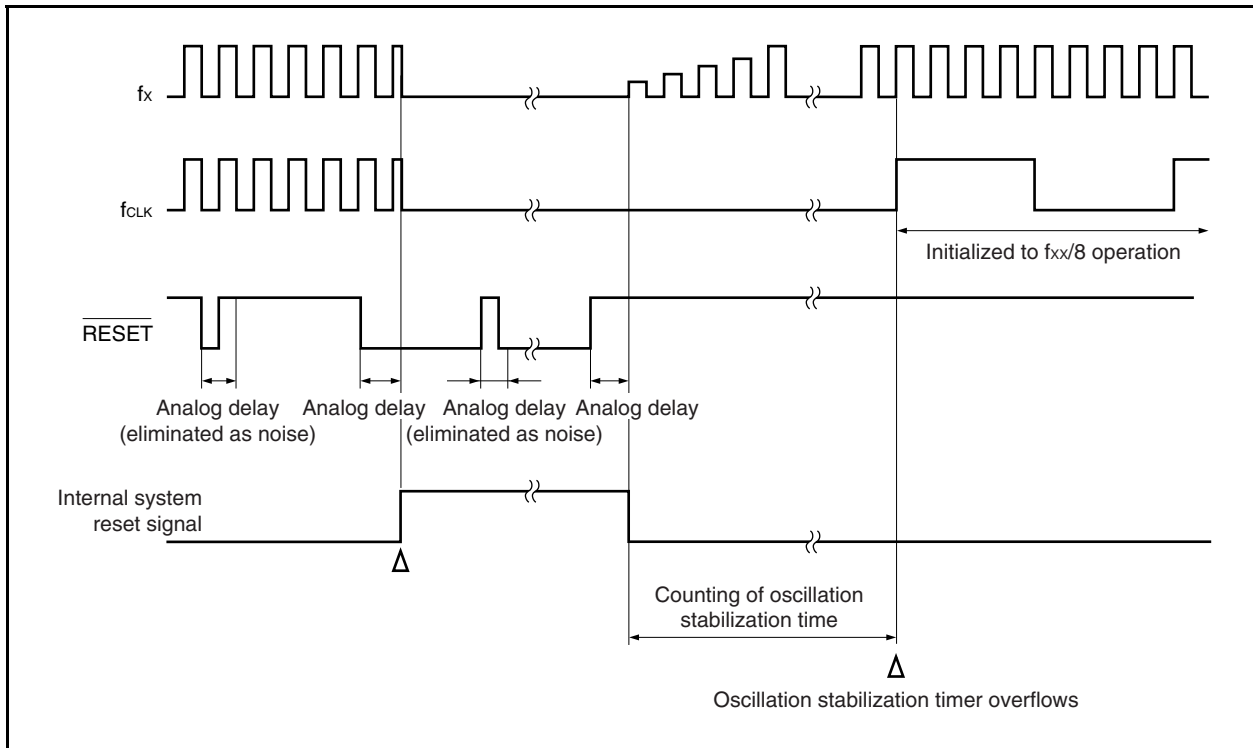 fX
fCLK
Initialized to fXX/8 operation
RESET
Analog delay
(eliminated as noise)
Analog delay
Analog delay
(eliminated as noise)
Analog delay
Internal system
reset signal
Counting of oscillation
stabilization time
Oscillation stabilization timer overflows